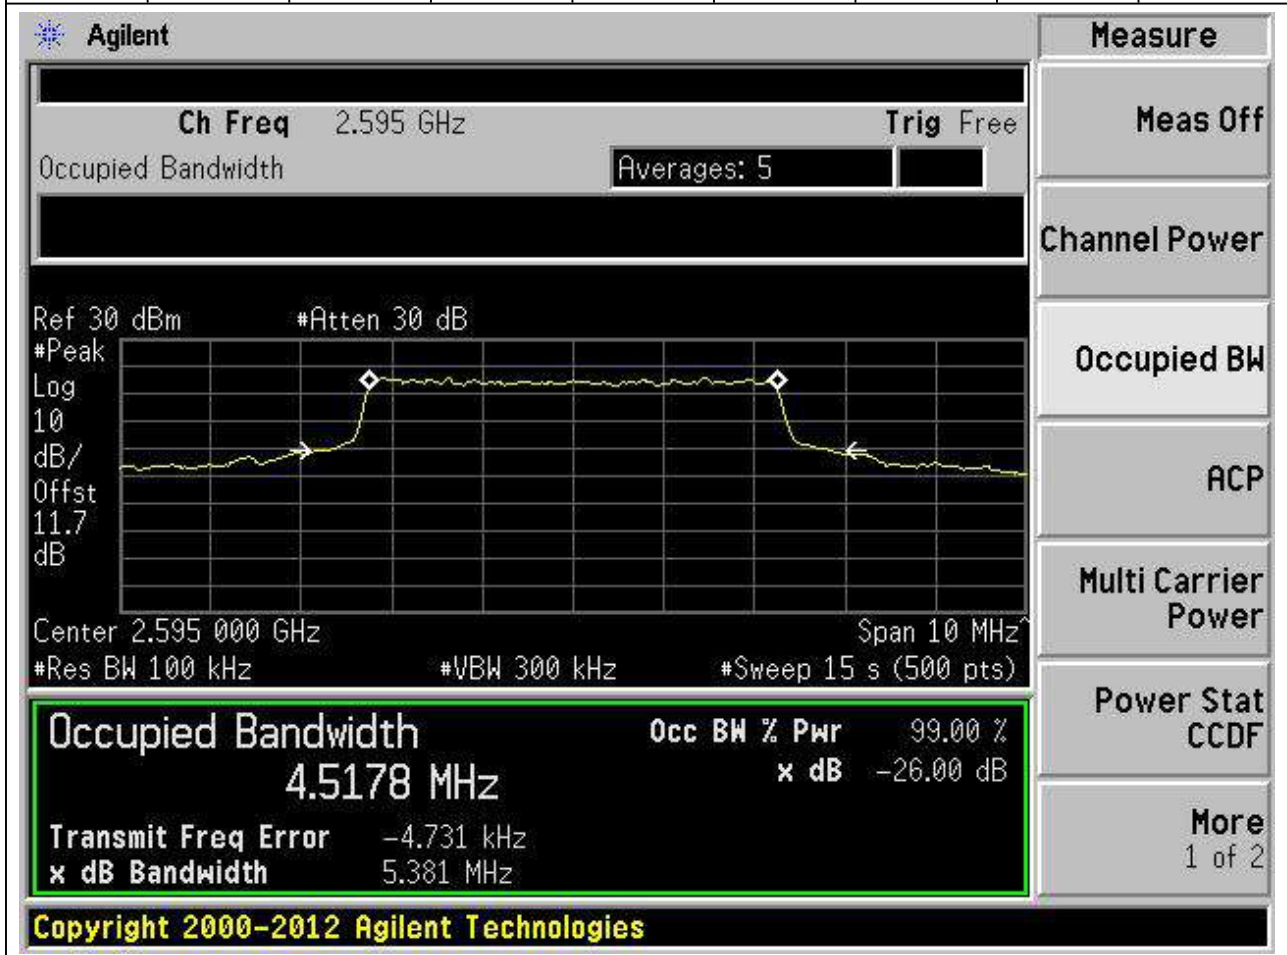 Agilent
Measure
Ch Freq 2.595 GHz Trig Free
Meas Off
Occupied Bandwidth Averages: 5
Channel Power
Ref 30 dBm #Atten 30 dB
#Peak
Log
10
dB/
Offst
11.7
dB
Occupied BW
ACP
Multi Carrier
Power
Center 2.595 000 GHz Span 10 MHz^
#Res BW 100 kHz #VBW 300 kHz #Sweep 15 s (500 pts)
Power Stat
CCDF
Occupied Bandwidth Occ BW % Pwr 99.00 %
4.5178 MHz x dB -26.00 dB
Transmit Freq Error -4.731 kHz
x dB Bandwidth 5.381 MHz
More
1 of 2
Copyright 2000-2012 Agilent Technologies